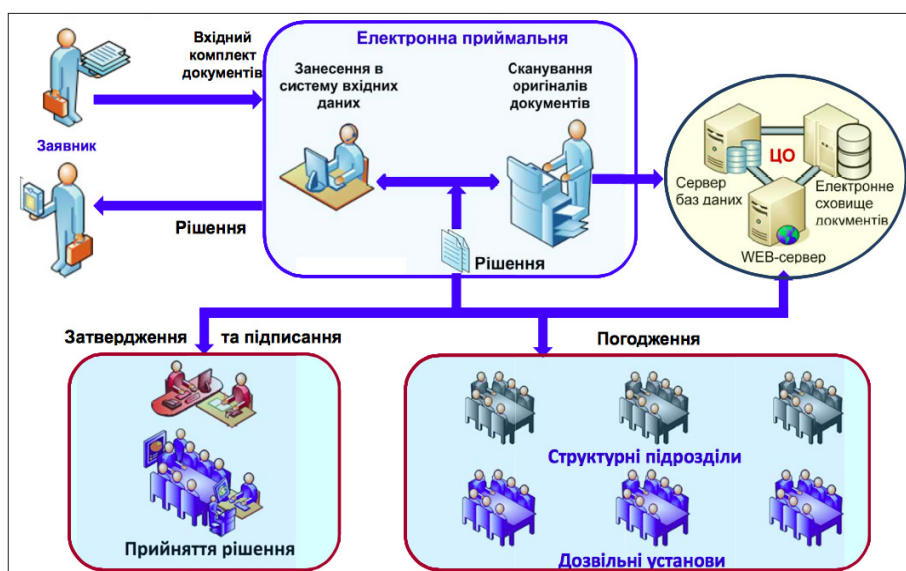 Вхідний
комплект
документів
Заявник
Рішення
Електронна приймальня
Занесення в
систему вхідних
даних
Сканування
оригіналів
документів
Рішення
ЦО
Сервер
баз даних
Електронне
сховище
документів
WEB-сервер
Затвердження та підписання
Погодження
Прийняття рішення
Структурні підрозділи
Дозвільні установи